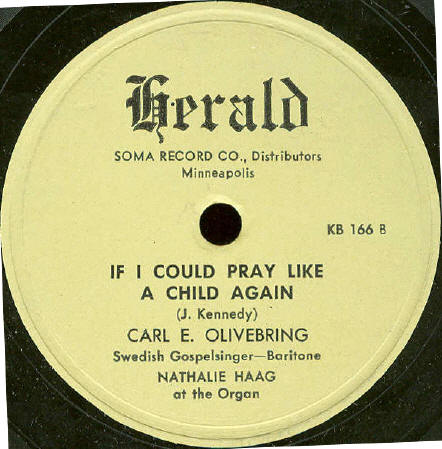 Herald
SOMA RECORD CO., Distributors
Minneapolis
KB 166 B
IF I COULD PRAY LIKE
A CHILD AGAIN
(J. Kennedy)
CARL E. OLIVEBRING
Swedish Gospelsinger—Baritone
NATHALIE HAAG
at the Organ